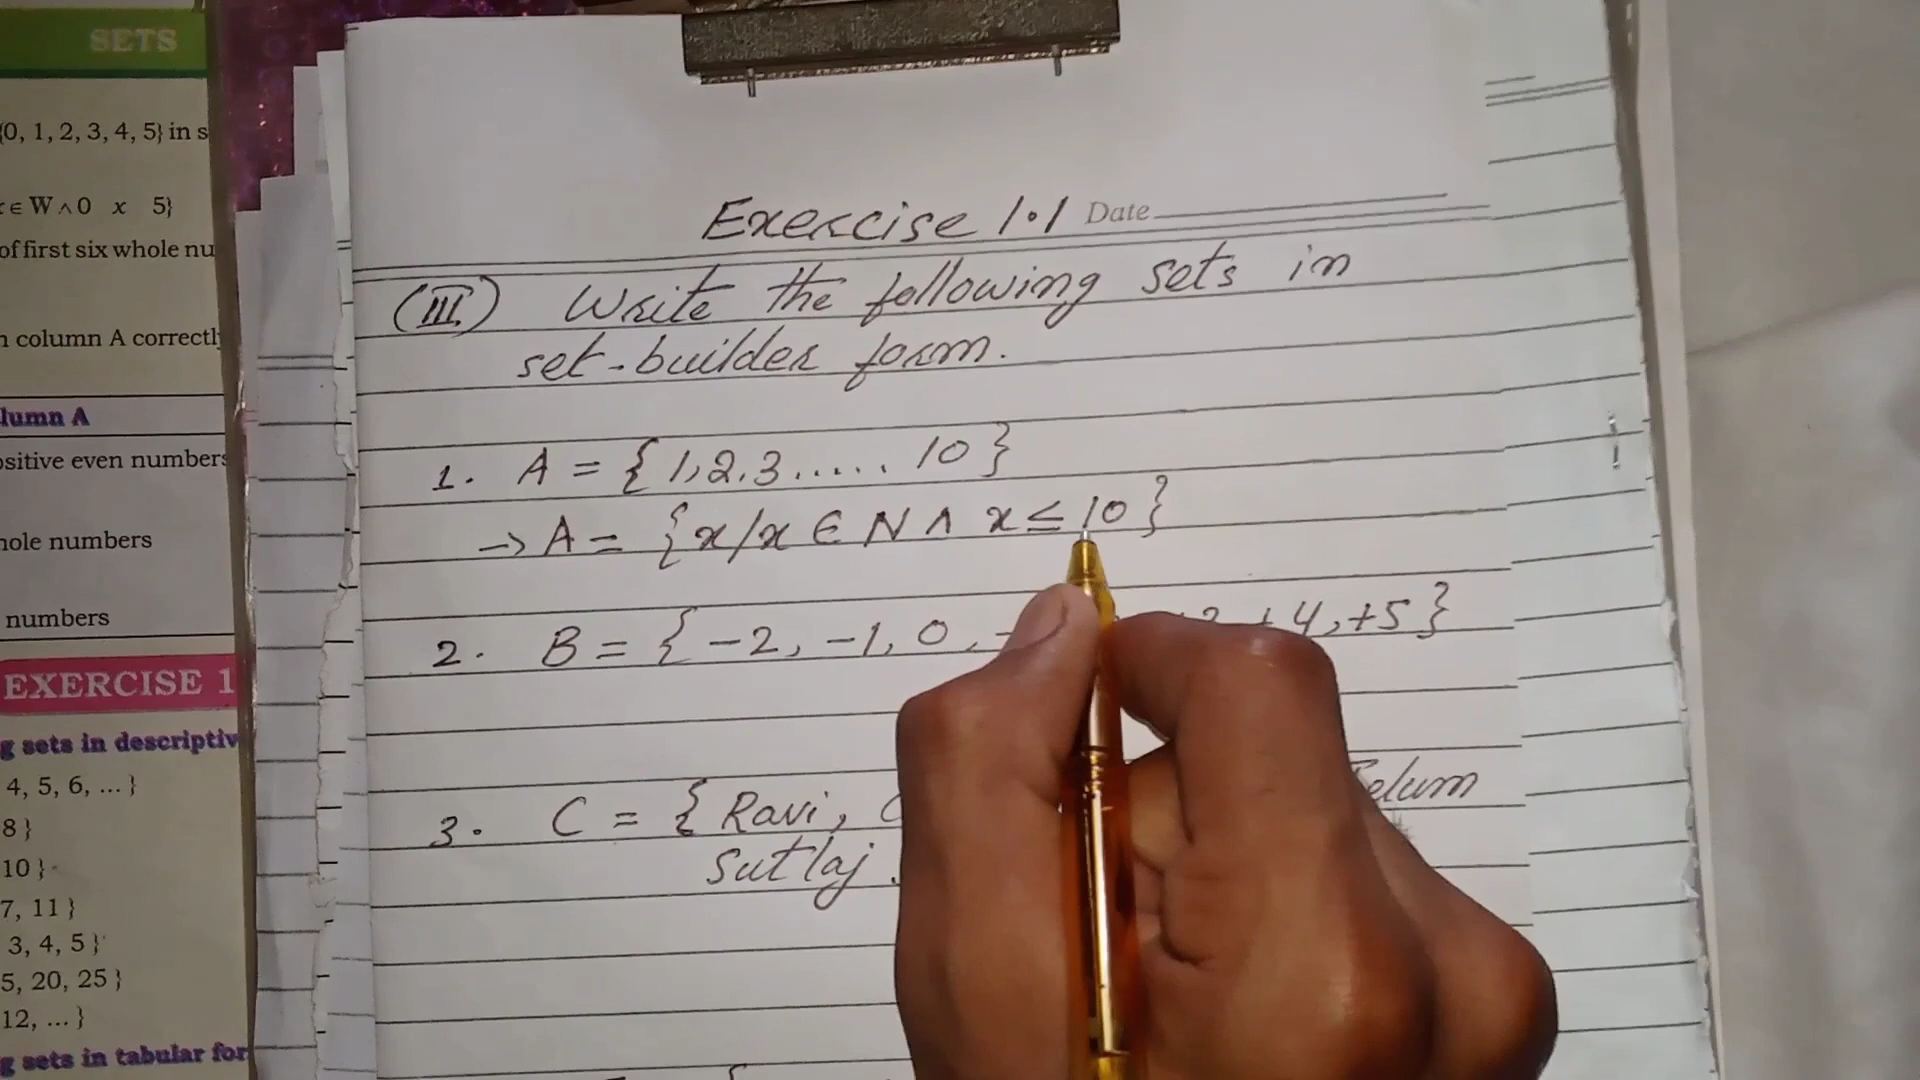 SETS
{0, 1, 2, 3, 4, 5} in s
x ∈ W ∧ 0 x 5}
of first six whole nu
n column A correctly
lumn A
ositive even numbers
hole numbers
numbers
EXERCISE 1
g sets in descriptiv
4, 5, 6, ... }
8 }
10 }
7, 11 }
3, 4, 5 }
5, 20, 25 }
12, ... }
g sets in tabular for
Exercise 1.1 Date
(III) Write the following sets in
set-builder form.
1. A = { 1, 2, 3 ..... 10 }
→ A = { x/x ∈ N ∧ x ≤ 10 }
2. B = { -2, -1, 0, +4, +5 }
3. C = { Ravi, Jelum
sutlaj.